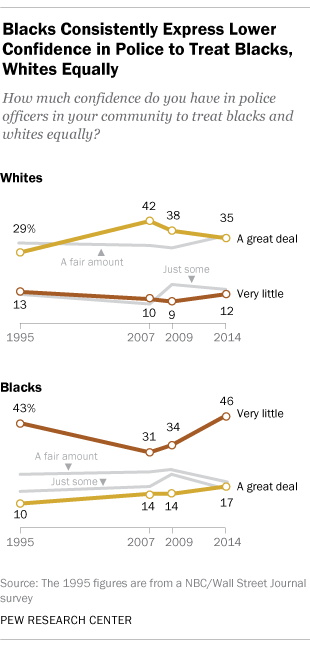 Blacks Consistently Express Lower
Confidence in Police to Treat Blacks,
Whites Equally
How much confidence do you have in police
officers in your community to treat blacks and
whites equally?
Whites
42
38
35
29%
A great deal
A fair amount
Just some
Very little
13
10
9
12
1995
2007
2009
2014
Blacks
43%
46
Very little
31
34
A fair amount
Just some
A great deal
10
14
14
17
1995
2007
2009
2014
Source: The 1995 figures are from a NBC/Wall Street Journal
survey
PEW RESEARCH CENTER